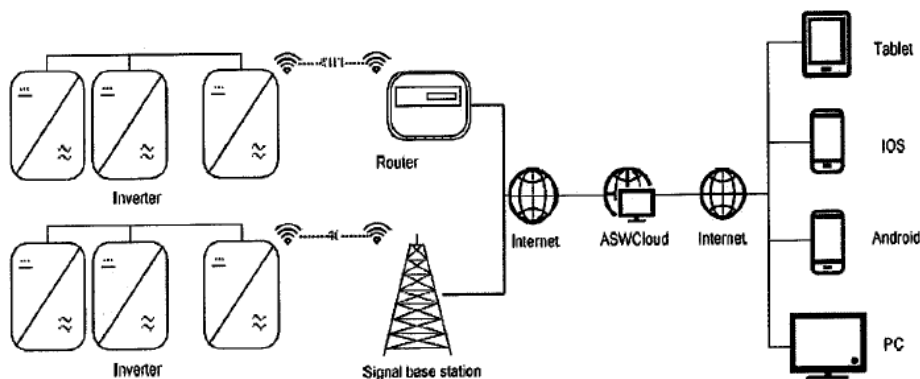 Tablet
Router
IOS
Inverter
Internet
ASWCloud
Internet
Android
Inverter
Signal base station
PC